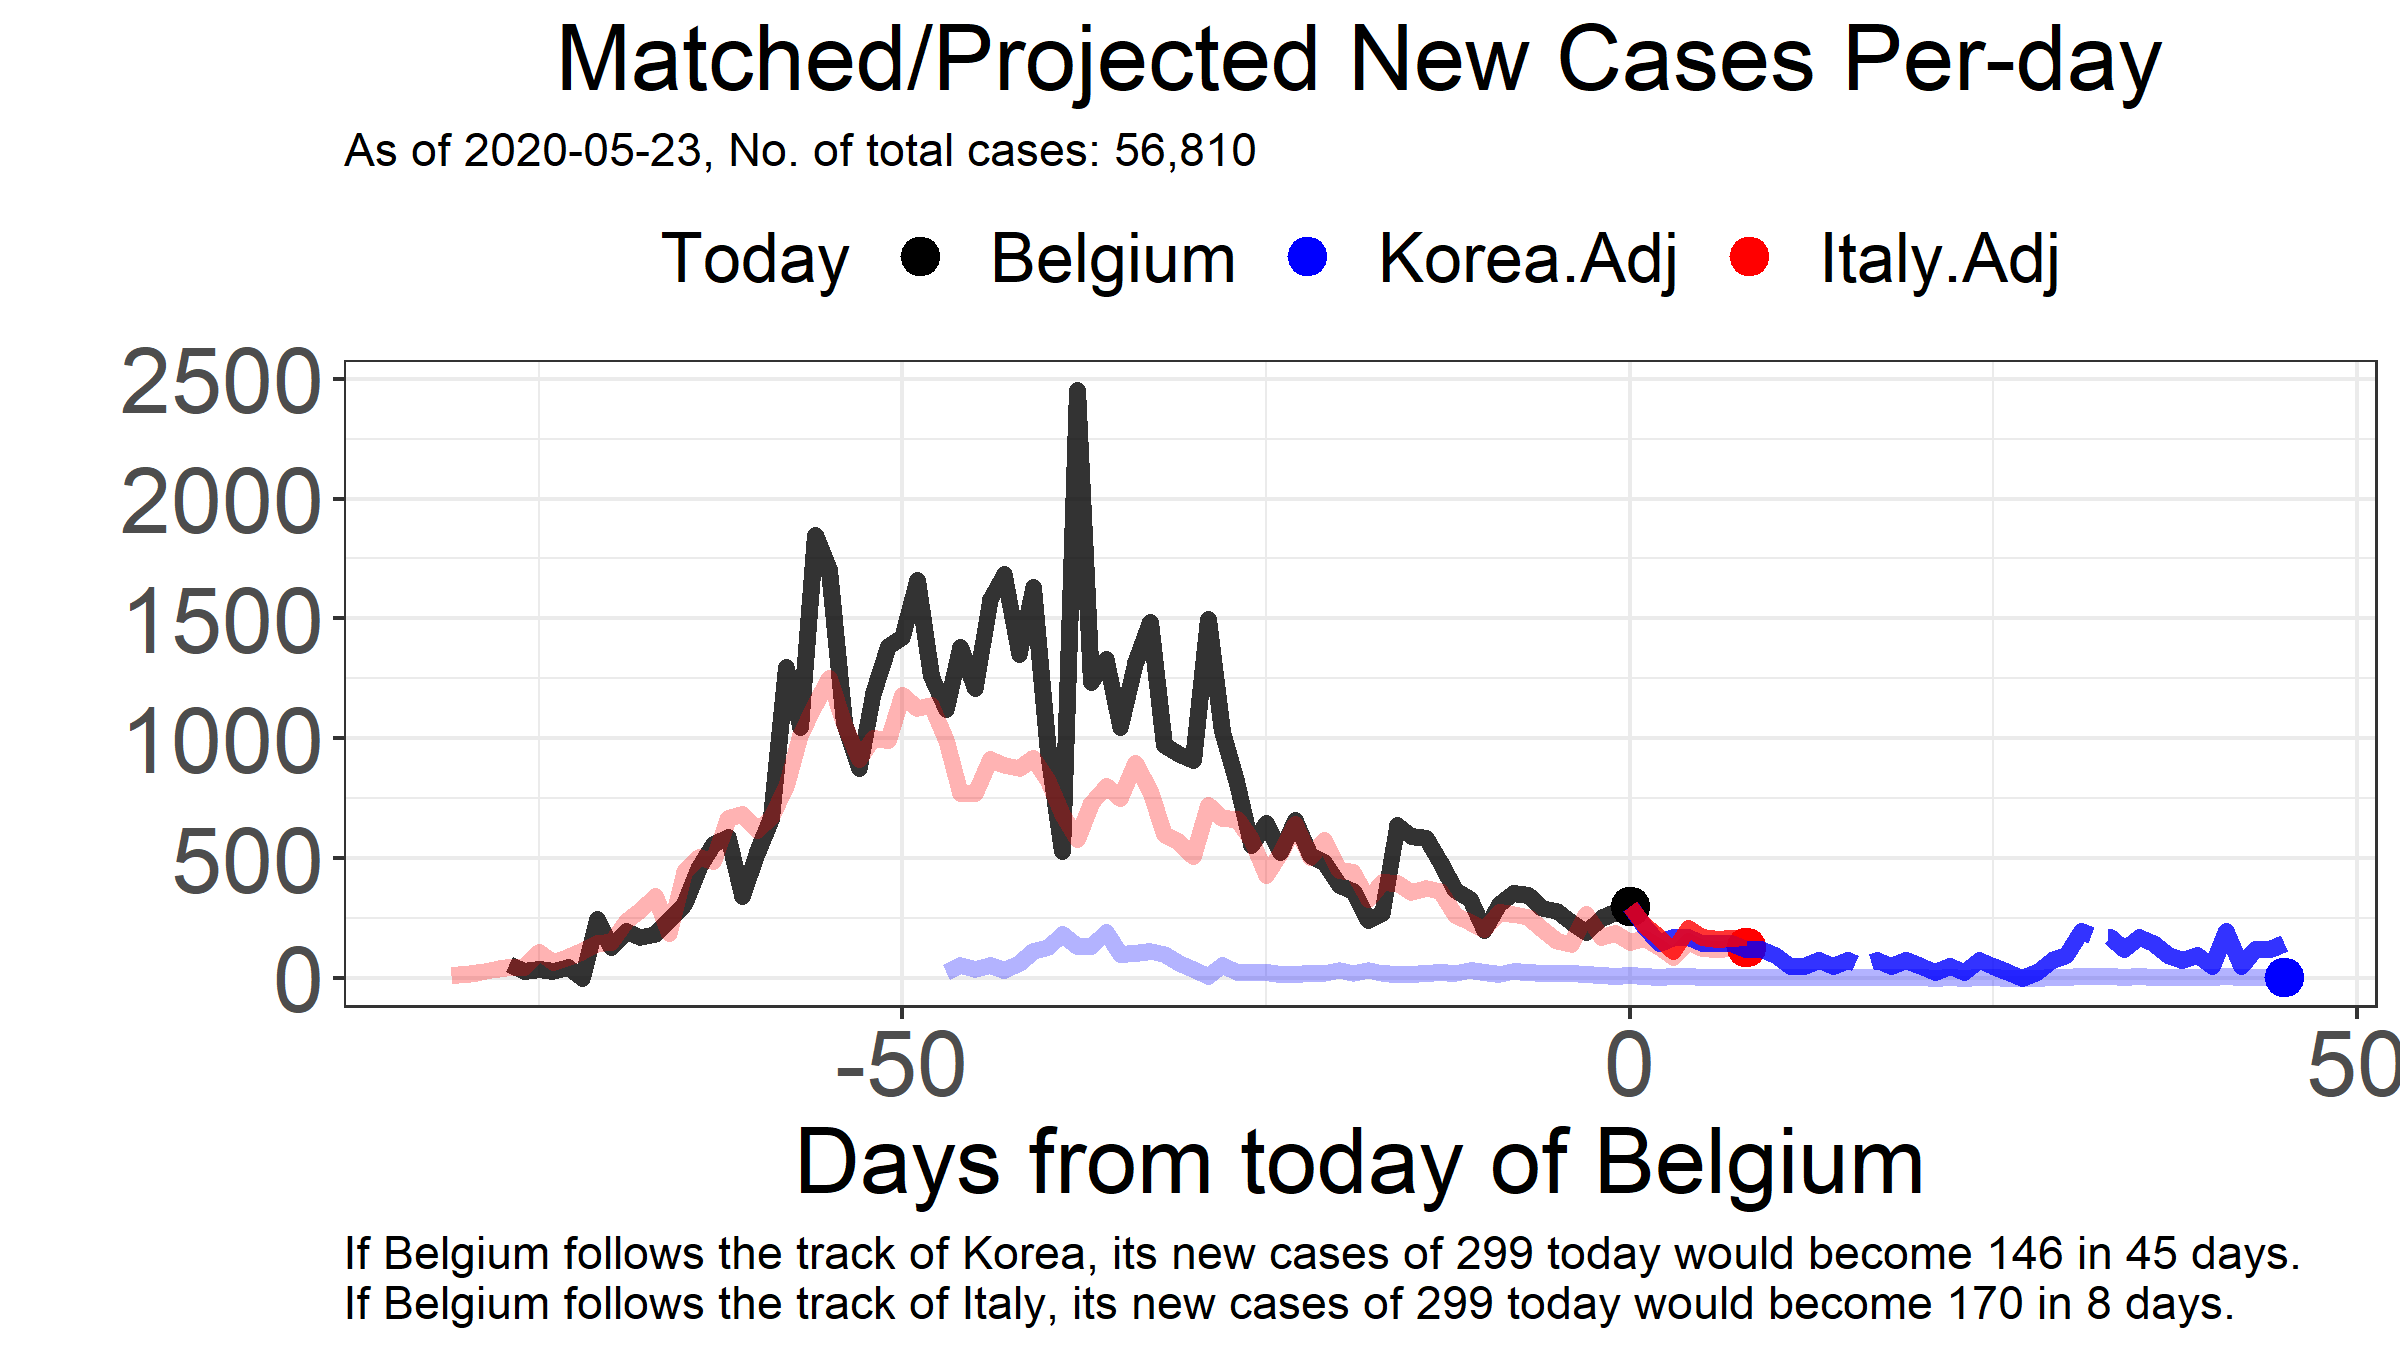 Matched/Projected New Cases Per-day
As of 2020-05-23, No. of total cases: 56,810
Today Belgium Korea.Adj Italy.Adj
2500
2000
1500
1000
500
0
-50 0 50
Days from today of Belgium
If Belgium follows the track of Korea, its new cases of 299 today would become 146 in 45 days.
If Belgium follows the track of Italy, its new cases of 299 today would become 170 in 8 days.